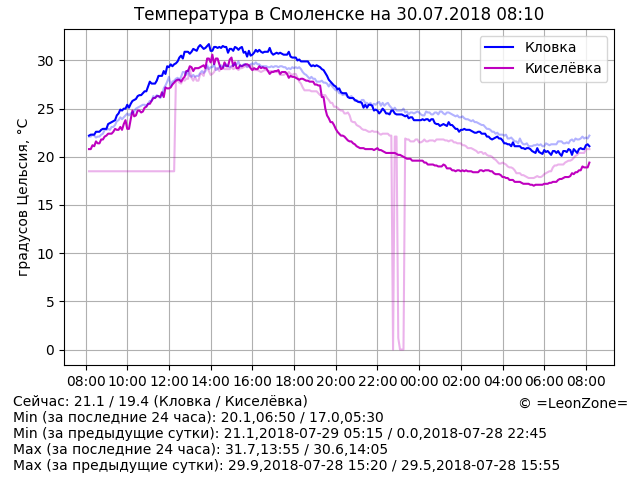 Температура в Смоленске на 30.07.2018 08:10
градусов Цельсия, °C
30
25
20
15
10
5
0
Кловка
Киселёвка
08:00 10:00 12:00 14:00 16:00 18:00 20:00 22:00 00:00 02:00 04:00 06:00 08:00
Сейчас: 21.1 / 19.4 (Кловка / Киселёвка)
© =LeonZone=
Min (за последние 24 часа): 20.1,06:50 / 17.0,05:30
Min (за предыдущие сутки): 21.1,2018-07-29 05:15 / 0.0,2018-07-28 22:45
Max (за последние 24 часа): 31.7,13:55 / 30.6,14:05
Max (за предыдущие сутки): 29.9,2018-07-28 15:20 / 29.5,2018-07-28 15:55